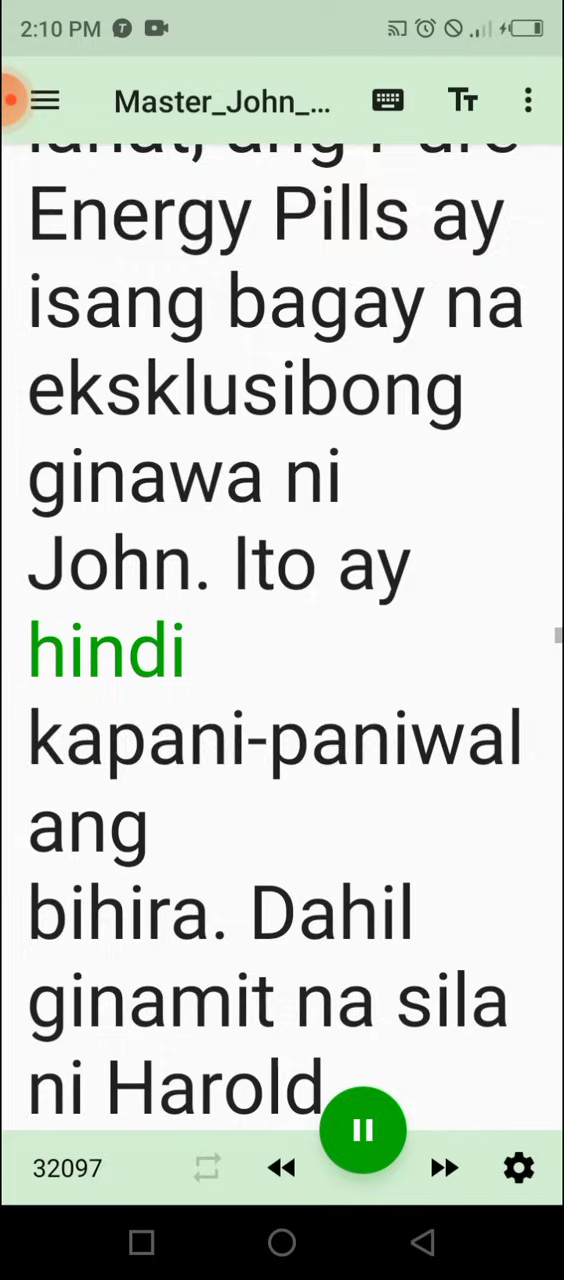 2:10 PM
Master_John_...
Energy Pills ay
isang bagay na
eksklusibong
ginawa ni
John. Ito ay
hindi
kapani-paniwal
ang
bihira. Dahil
ginamit na sila
ni Harold
32097